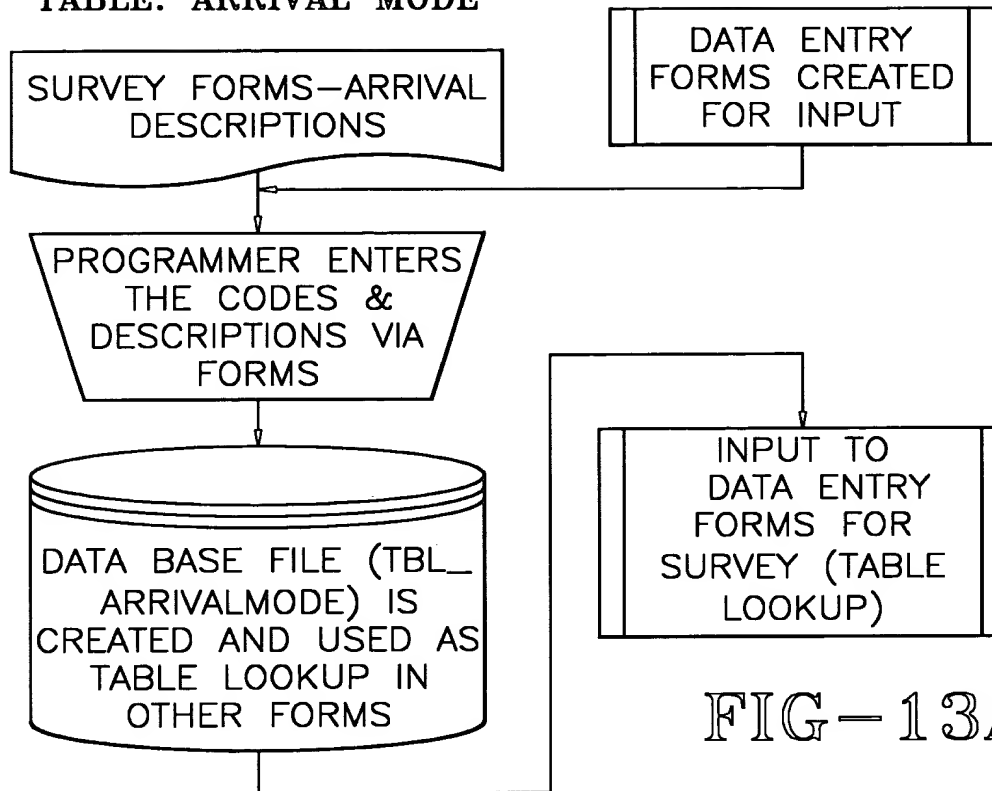 TABLE: ARRIVAL MODE
SURVEY FORMS-ARRIVAL
DESCRIPTIONS
DATA ENTRY
FORMS CREATED
FOR INPUT
PROGRAMMER ENTERS
THE CODES &
DESCRIPTIONS VIA
FORMS
DATA BASE FILE (TBL_
ARRIVALMODE) IS
CREATED AND USED AS
TABLE LOOKUP IN
OTHER FORMS
INPUT TO
DATA ENTRY
FORMS FOR
SURVEY (TABLE
LOOKUP)
FIG-13A